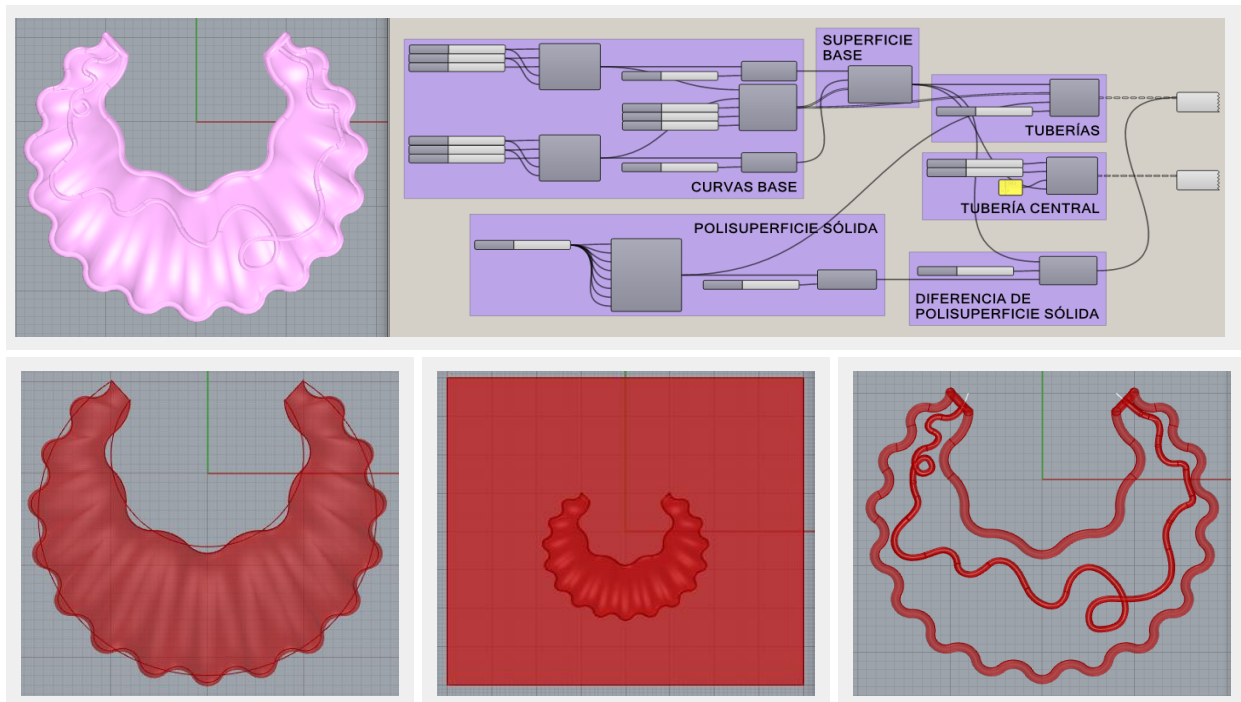 SUPERFICIE
BASE
TUBERÍAS
CURVAS BASE
TUBERÍA CENTRAL
POLISUPERFICIE SÓLIDA
DIFERENCIA DE
POLISUPERFICIE SÓLIDA